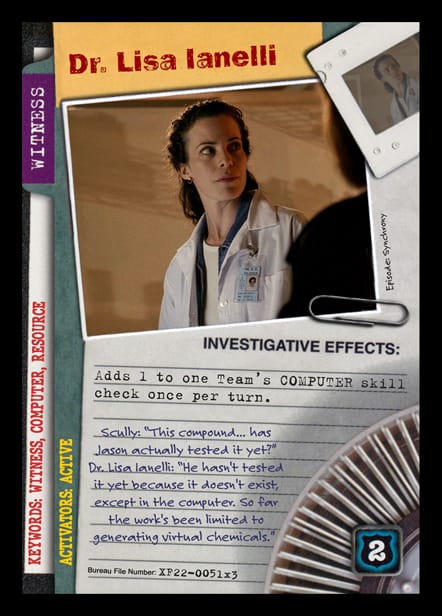 Dr. Lisa Ianelli
WITNESS
Episode: Synchrony
INVESTIGATIVE EFFECTS:
Adds 1 to one Team's COMPUTER skill
check once per turn.
Scully: "This compound... has
Jason actually tested it yet?"
Dr. Lisa Ianelli: "He hasn't tested
it yet because it doesn't exist,
except in the computer. So far
the work's been limited to
generating virtual chemicals."
KEYWORDS: WITNESS, COMPUTER, RESOURCE
ACTIVATORS: ACTIVE
Bureau File Number: XF22-0051x3
2